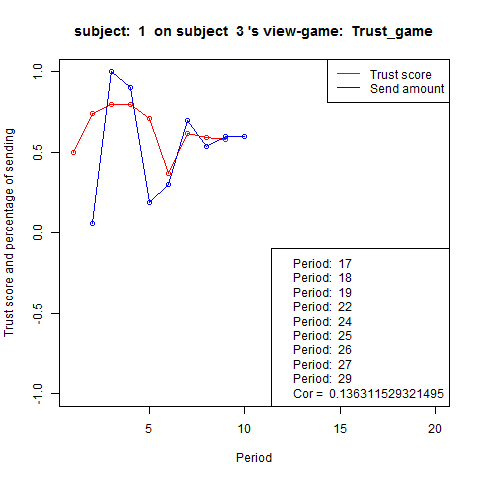 subject: 1 on subject 3 's view-game: Trust_game
Trust score and percentage of sending
1.0
0.5
0.0
-0.5
-1.0
Trust score
Send amount
Period: 17
Period: 18
Period: 19
Period: 22
Period: 24
Period: 25
Period: 26
Period: 27
Period: 29
Cor = 0.136311529321495
5
10
15
20
Period